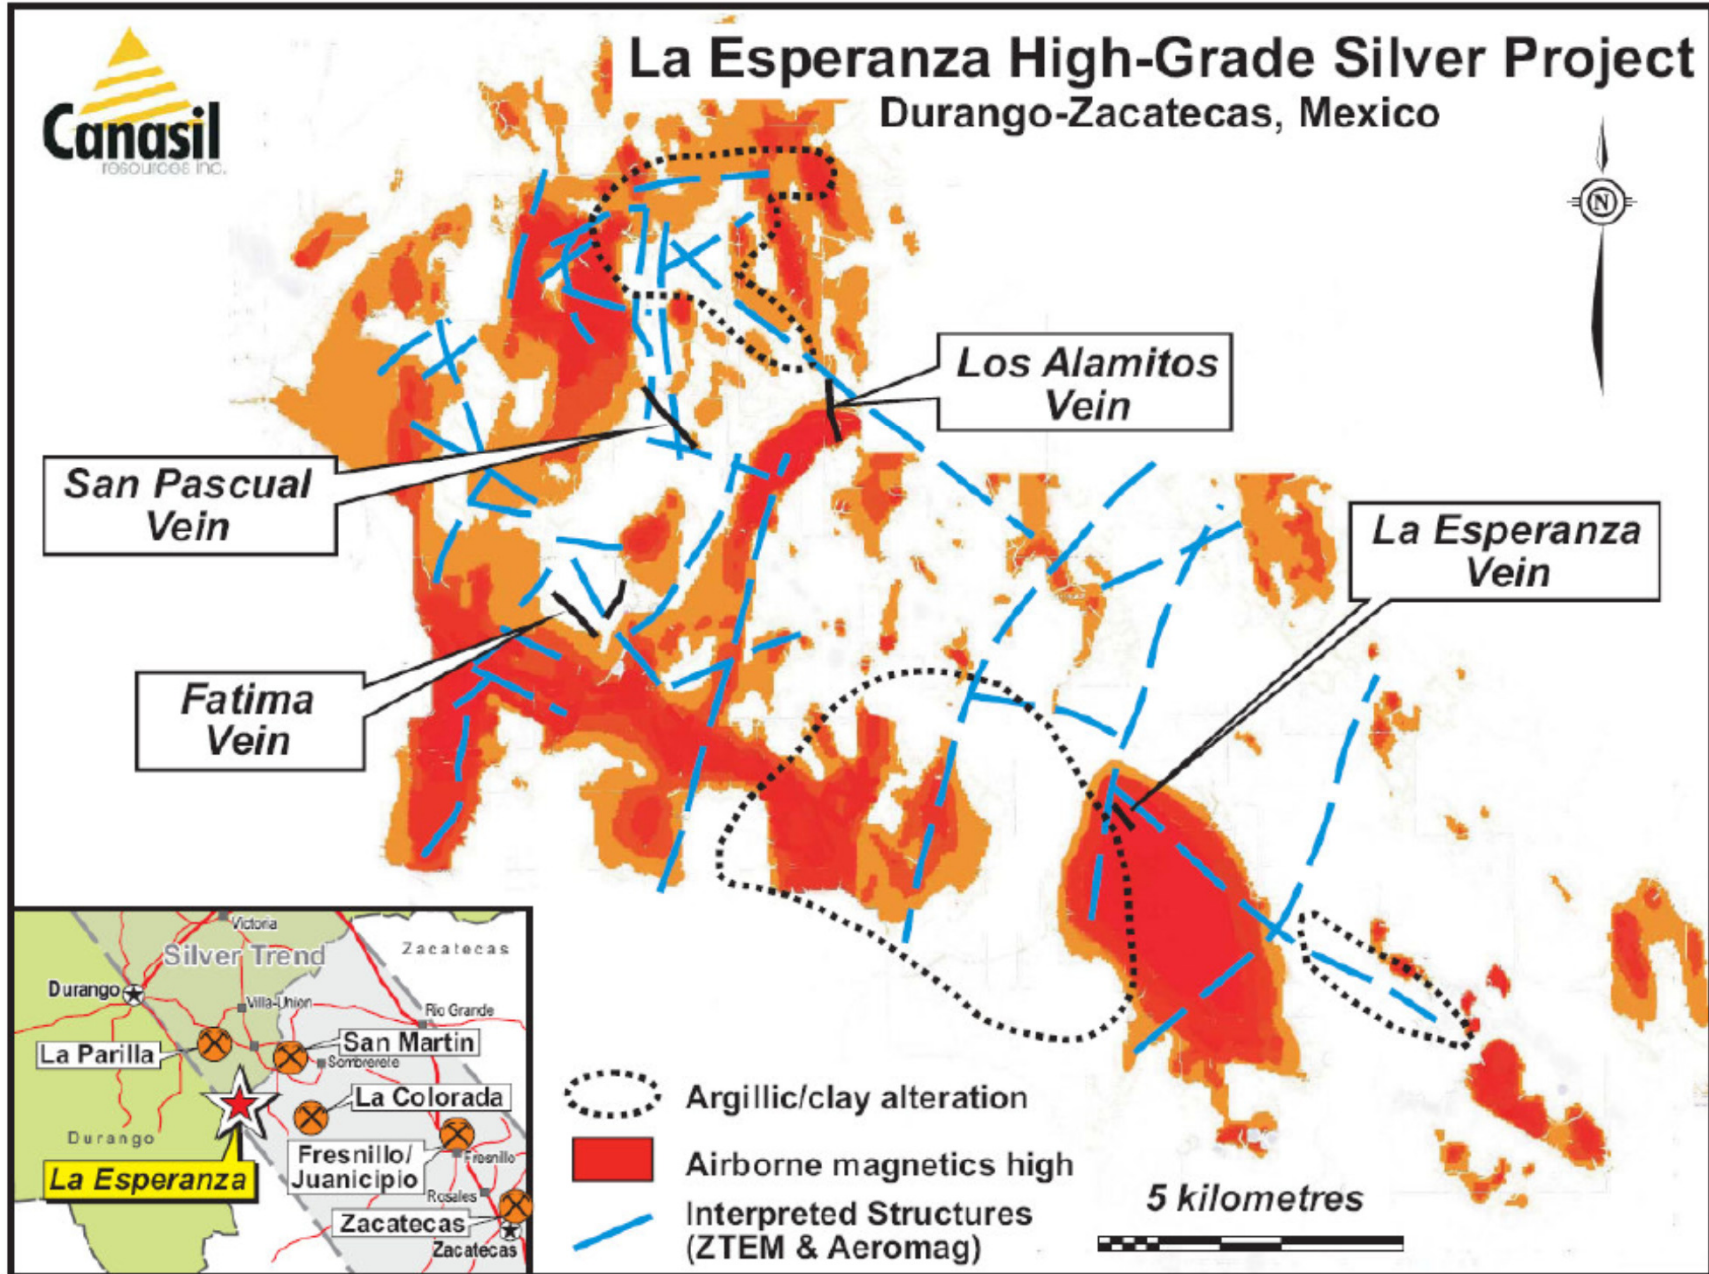 La Esperanza High-Grade Silver Project
Durango-Zacatecas, Mexico
Canasil
resources inc.
N
Los Alamitos
Vein
San Pascual
Vein
La Esperanza
Vein
Fatima
Vein
Victoria
Silver Trend
Zacatecas
Durango
Villa-Union
Rio Grande
La Parilla
San Martin
Sombrerete
La Colorada
Durango
Fresnillo/
Juanicipio
Fresnillo
La Esperanza
Rosales
Zacatecas
Zacatecas
Argillic/clay alteration
Airborne magnetics high
Interpreted Structures
(ZTEM & Aeromag)
5 kilometres